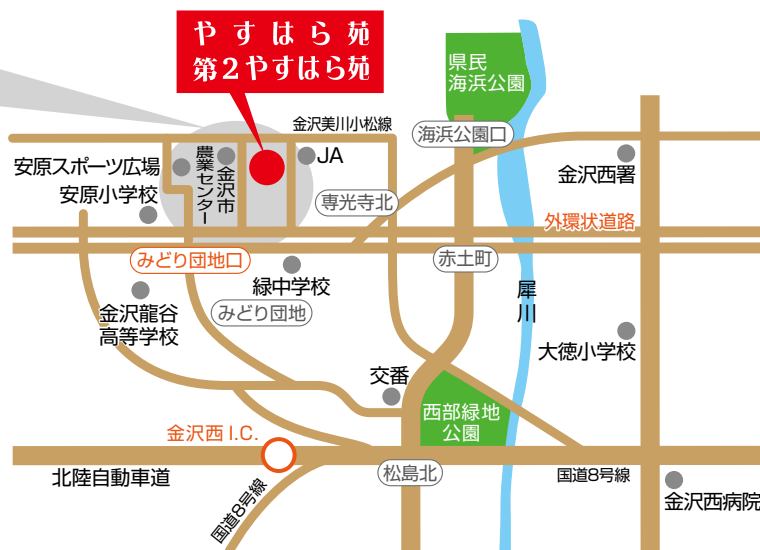 やすはら苑
第2やすはら苑
県民
海浜公園
金沢美川小松線
海浜公園口
JA
安原スポーツ広場
農業センター
金沢市
金沢西署
安原小学校
専光寺北
外環状道路
みどり団地口
赤土町
緑中学校
犀川
金沢龍谷
高等学校
みどり団地
大徳小学校
交番
西部緑地
公園
金沢西 I.C.
北陸自動車道
松島北
国道8号線
国道8号線
金沢西病院